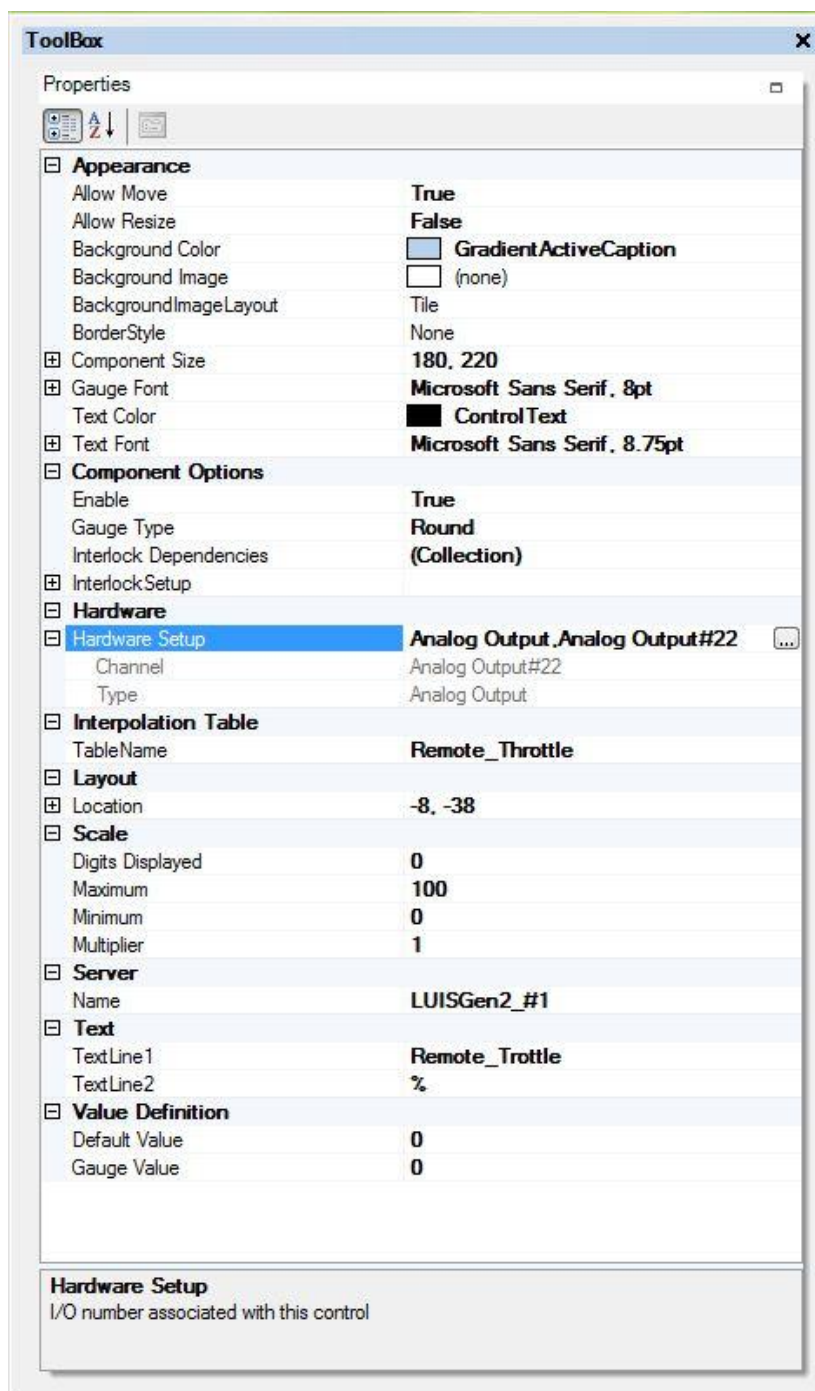 ToolBox
Properties
Appearance
Allow Move True
Allow Resize False
Background Color GradientActiveCaption
Background Image (none)
BackgroundImageLayout Tile
BorderStyle None
Component Size 180, 220
Gauge Font Microsoft Sans Serif, 8pt
Text Color ControlText
Text Font Microsoft Sans Serif, 8.75pt
Component Options
Enable True
Gauge Type Round
Interlock Dependencies (Collection)
InterlockSetup
Hardware
Hardware Setup Analog Output,Analog Output#22 ...
Channel Analog Output#22
Type Analog Output
Interpolation Table
TableName Remote_Throttle
Layout
Location -8, -38
Scale
Digits Displayed 0
Maximum 100
Minimum 0
Multiplier 1
Server
Name LUISGen2_#1
Text
TextLine1 Remote_Trottle
TextLine2 %
Value Definition
Default Value 0
Gauge Value 0
Hardware Setup
I/O number associated with this control